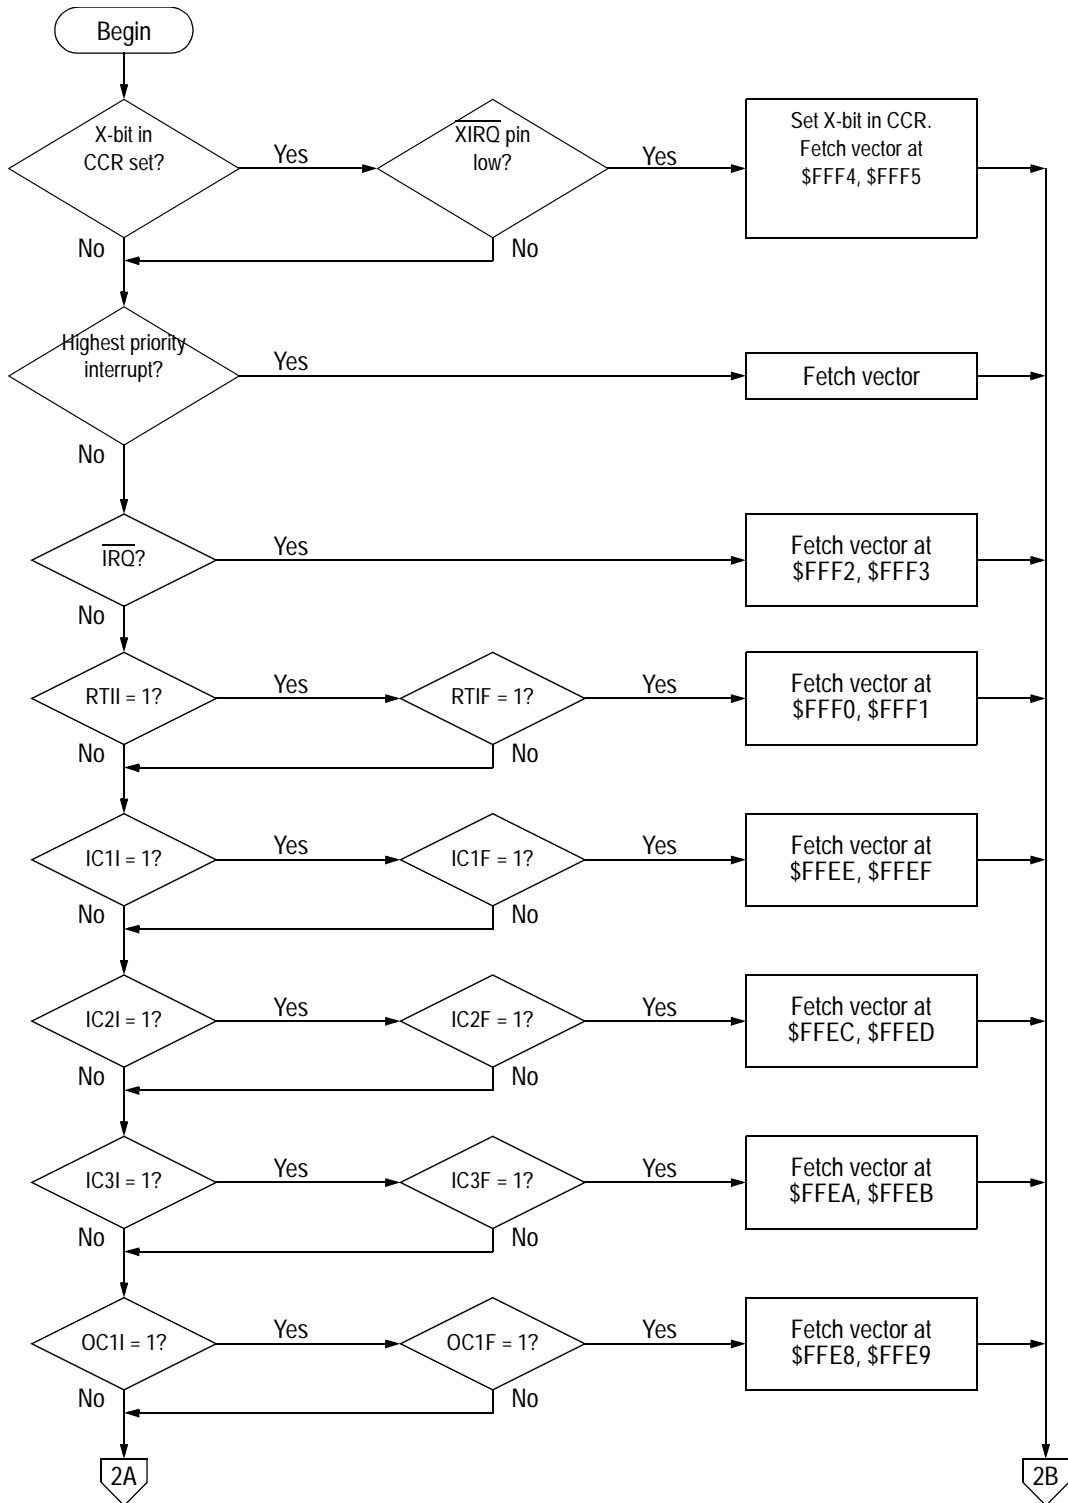 Begin
X-bit in
CCR set?
Yes
XIRQ pin
low?
Yes
Set X-bit in CCR.
Fetch vector at
$FFF4, $FFF5
No
No
Highest priority
interrupt?
Yes
Fetch vector
No
IRQ?
Yes
Fetch vector at
$FFF2, $FFF3
No
RTII = 1?
Yes
RTIF = 1?
Yes
Fetch vector at
$FFF0, $FFF1
No
No
IC1I = 1?
Yes
IC1F = 1?
Yes
Fetch vector at
$FFEE, $FFEF
No
No
IC2I = 1?
Yes
IC2F = 1?
Yes
Fetch vector at
$FFEC, $FFED
No
No
IC3I = 1?
Yes
IC3F = 1?
Yes
Fetch vector at
$FFEA, $FFEB
No
No
OC1I = 1?
Yes
OC1F = 1?
Yes
Fetch vector at
$FFE8, $FFE9
No
No
2A
2B